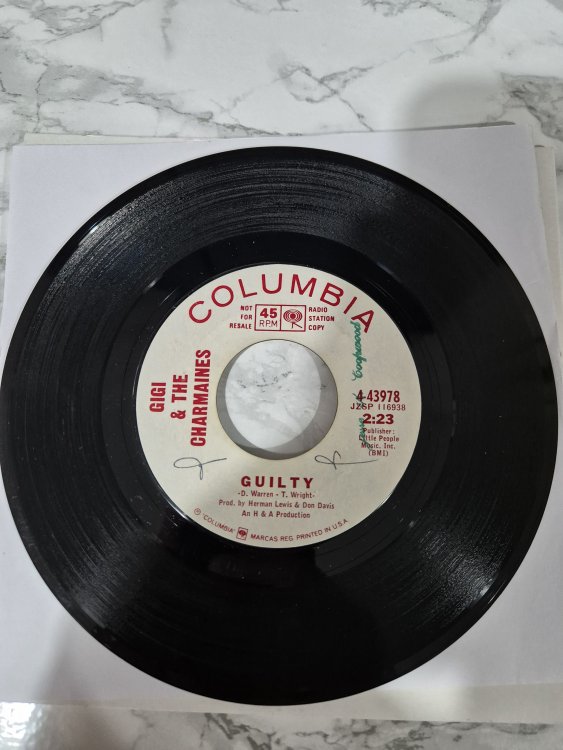 COLUMBIA
NOT FOR RESALE
45 RPM
RADIO STATION COPY
GIGI & THE CHARMAINES
4-43978
JZSP 116938
2:23
Publisher:
Little People
Music, Inc.
(BMI)
GUILTY
-D. Warren - T. Wright-
Prod. by Herman Lewis & Don Davis
An H & A Production
℗ "COLUMBIA" MARCAS REG. PRINTED IN U.S.A.